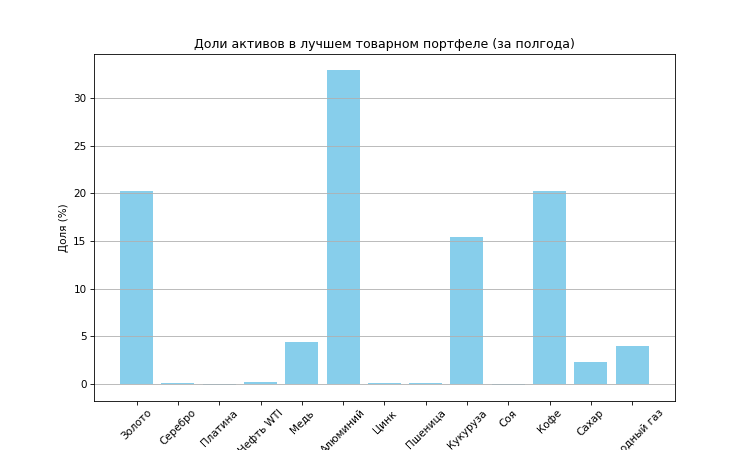 Доли активов в лучшем товарном портфеле (за полгода)
Доля (%)
30
25
20
15
10
5
0
Золото
Серебро
Платина
Нефть WTI
Медь
Алюминий
Цинк
Пшеница
Кукуруза
Соя
Кофе
Сахар
газ